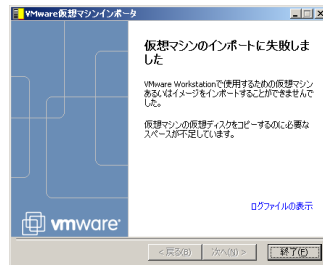 VMware仮想マシンインポータ
仮想マシンのインポートに失敗しま
した
VMware Workstationで使用するための仮想マシン
あるいはイメージをインポートすることができませんで
した。
仮想マシンの仮想ディスクをコピーするのに必要な
スペースが不足しています。
ログファイルの表示
vmware
< 戻る(B)
次へ(N) >
終了(F)